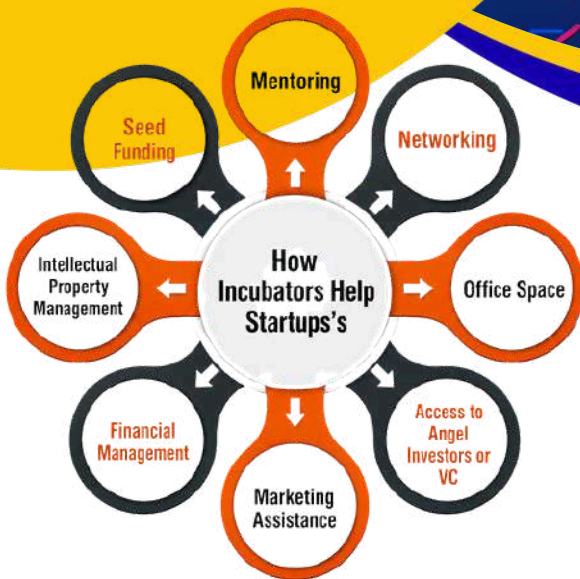 How
Incubators Help
Startups's
Mentoring
Networking
Office Space
Access to
Angel
Investors or
VC
Marketing
Assistance
Financial
Management
Intellectual
Property
Management
Seed
Funding